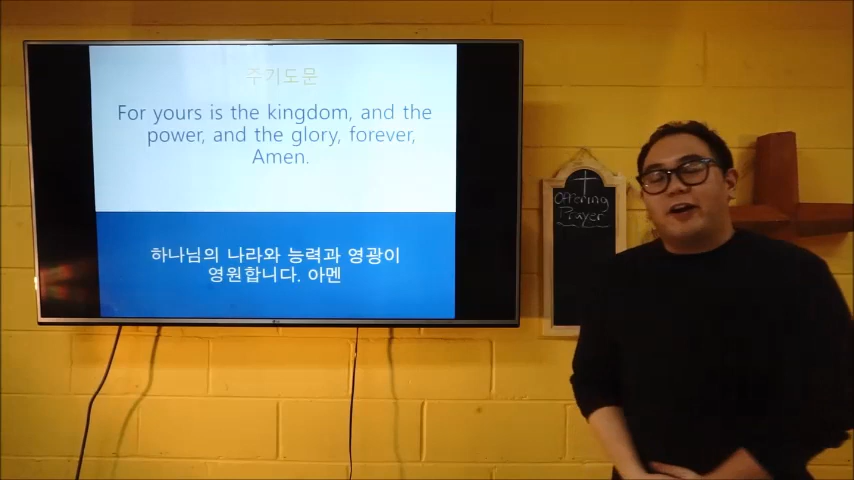 주기도문
For yours is the kingdom, and the
power, and the glory, forever,
Amen.
하나님의 나라와 능력과 영광이
영원합니다. 아멘
Offering
Prayer
LG